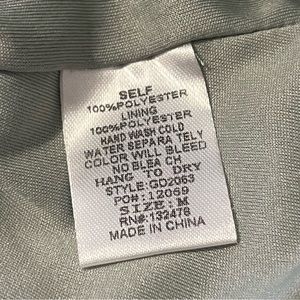 SELF
100%POLYESTER
LINING
100%POLYESTER
HAND WASH COLD
WATER SEPARA TELY
COLOR WILL BLEED
NO BLEA CH
HANG TO DRY
STYLE:GD2063
PO#:12069
SIZE:M
RN#:132478
MADE IN CHINA